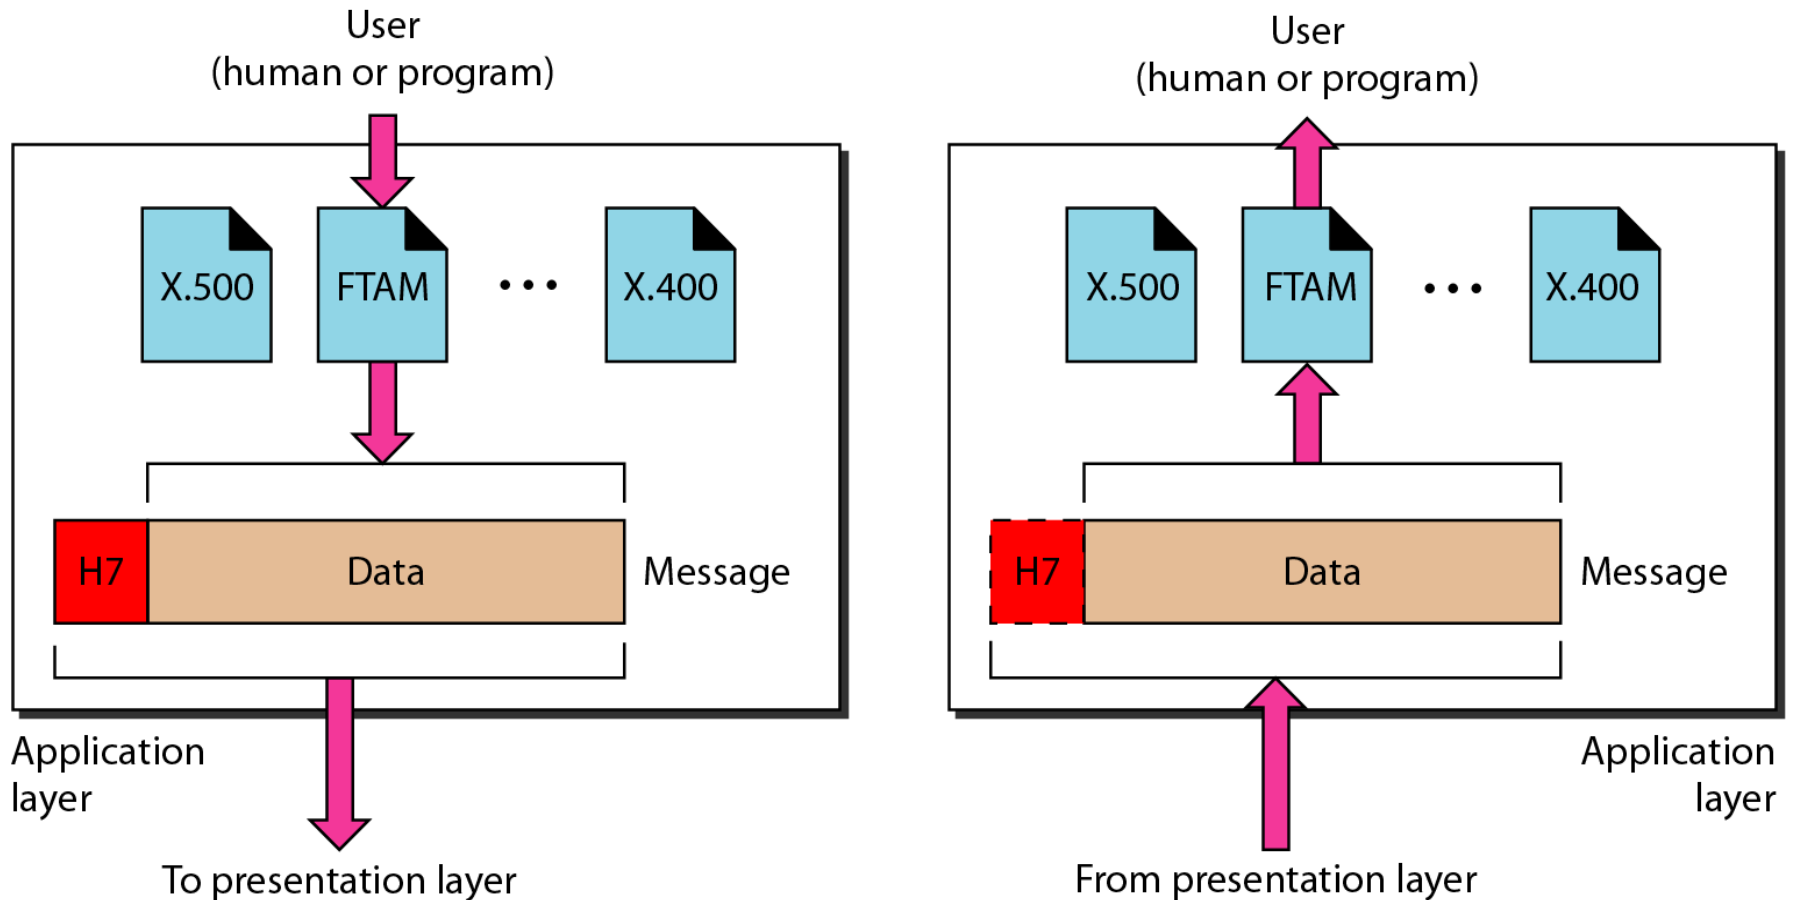 User
(human or program)
X.500
FTAM
...
X.400
H7
Data
Message
Application
layer
To presentation layer
User
(human or program)
X.500
FTAM
...
X.400
H7
Data
Message
Application
layer
From presentation layer